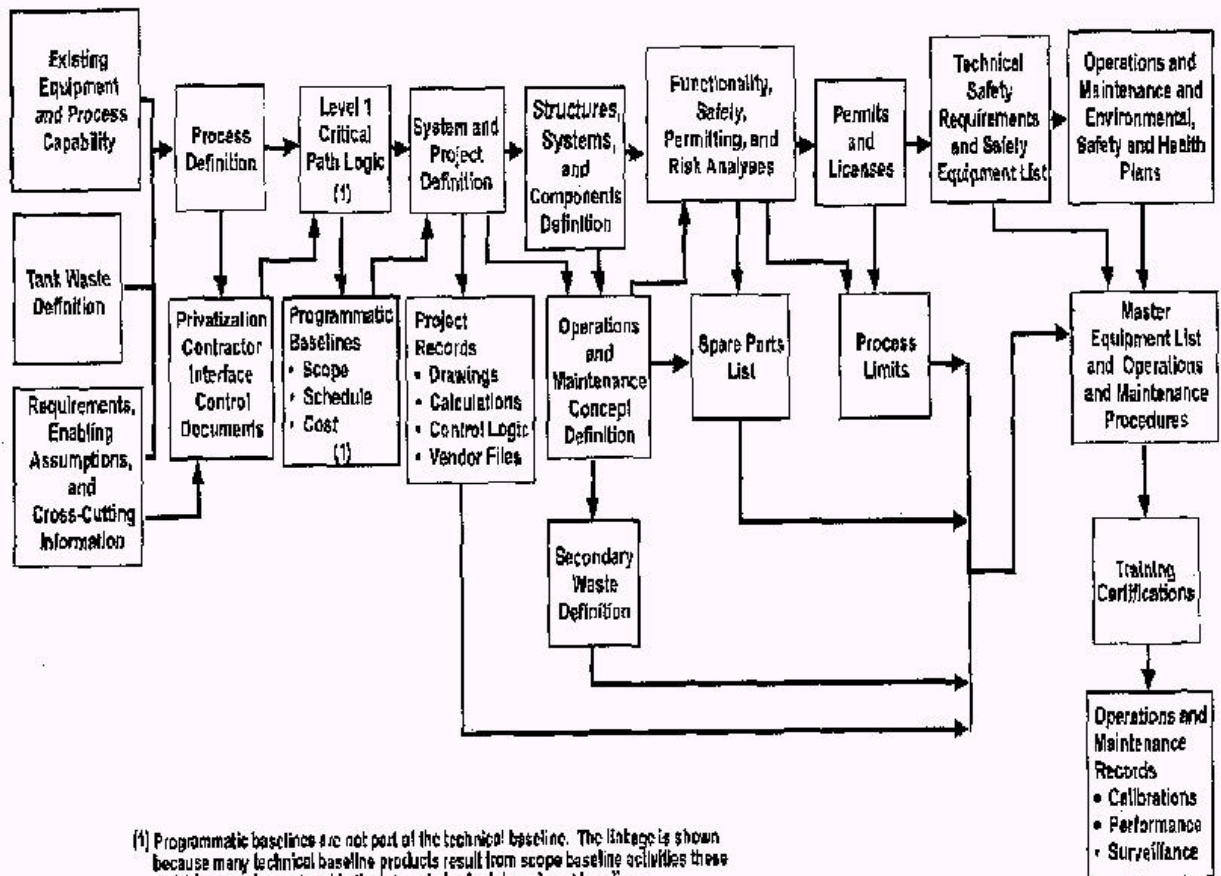 Existing
Equipment
and Process
Capability
Tank Waste
Definition
Requirements,
Enabling
Assumptions,
and
Cross-Cutting
Information
Process
Definition
Privatization
Contractor
Interface
Control
Documents
Level 1
Critical
Path Logic
(1)
Programmatic
Baselines
• Scope
• Schedule
• Cost
(1)
System and
Project
Definition
Project
Records
• Drawings
• Calculations
• Control Logic
• Vendor Files
Structures,
Systems,
and
Components
Definition
Operations
and
Maintenance
Concept
Definition
Secondary
Waste
Definition
Functionality,
Safety,
Permitting, and
Risk Analyses
Spare Parts
List
Permits
and
Licenses
Process
Limits
Technical
Safety
Requirements
and Safety
Equipment List
Operations and
Maintenance and
Environmental,
Safety and Health
Plans
Master
Equipment List
and Operations
and Maintenance
Procedures
Training
Certifications
Operations and
Maintenance
Records
• Calibrations
• Performance
• Surveillance
(1) Programmatic baselines are not part of the technical baseline. The linkage is shown
because many technical baseline products result from scope baseline activities these